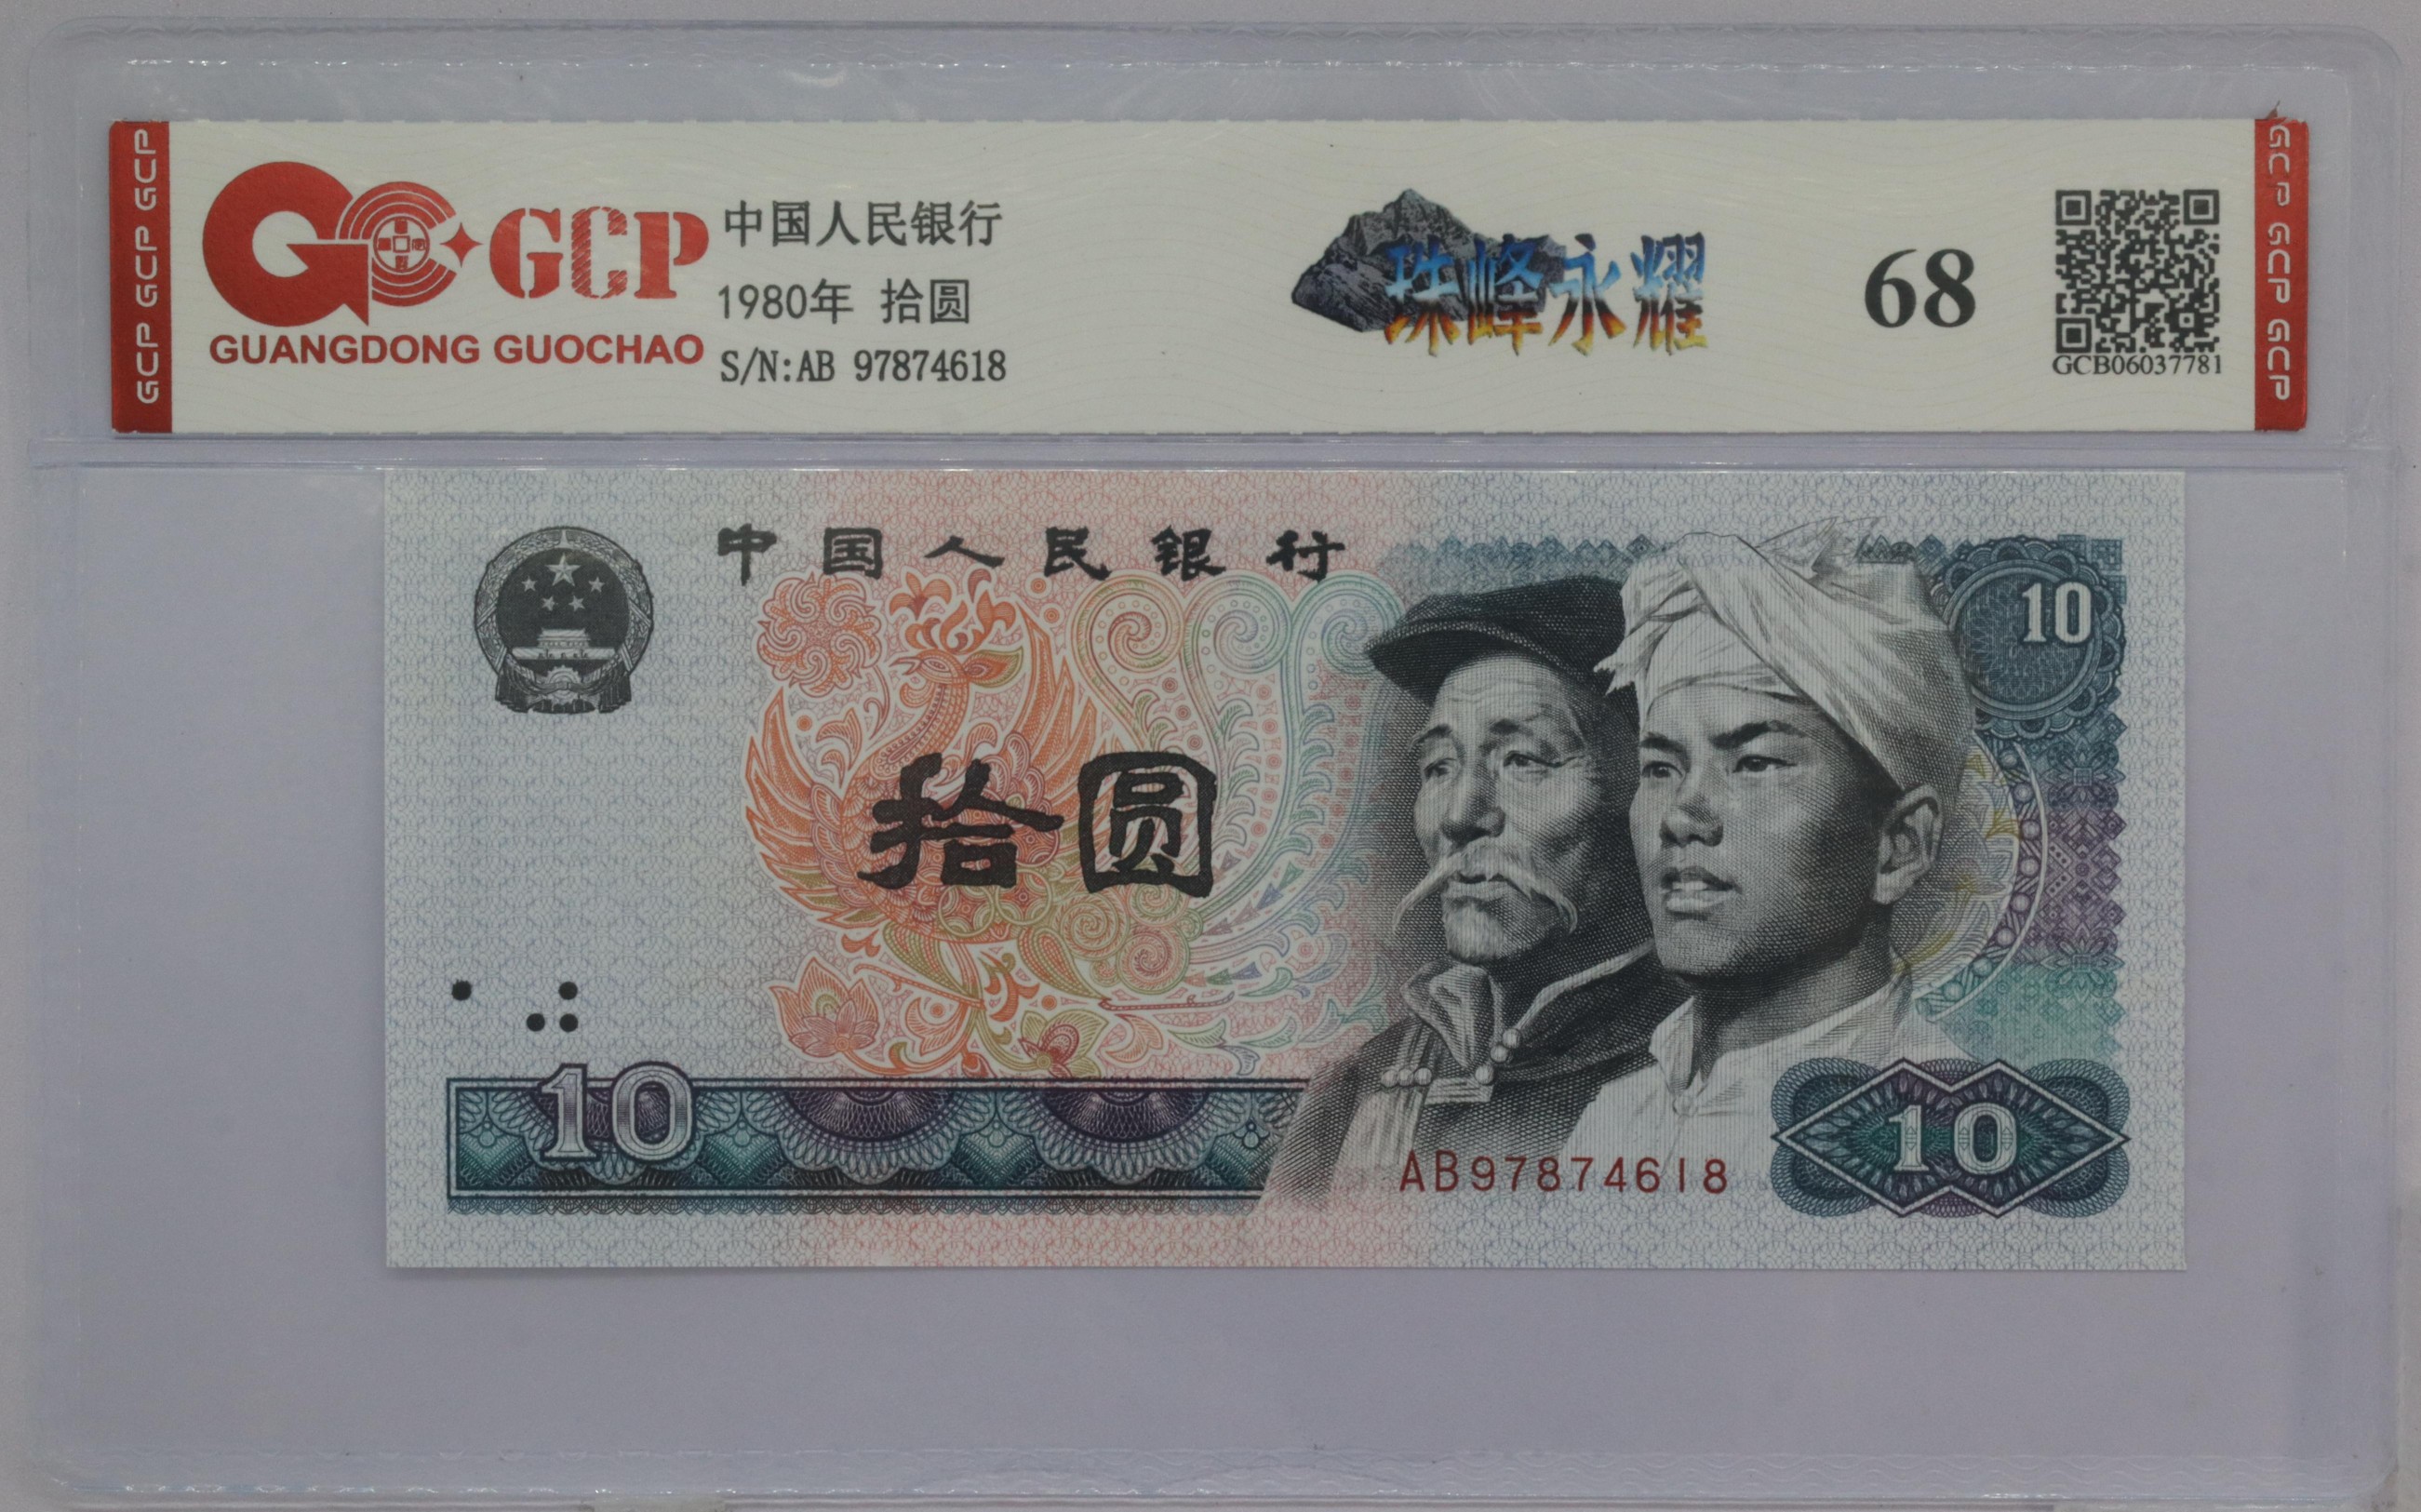 GCP GCP GCP
GCP
GUANGDONG GUOCHAO
中国人民银行
1980年 拾圆
S/N:AB 97874618
珠峰永耀
68
GCB06037781
GCP GCP GCP
中国人民银行
10
拾圆
10
AB97874618
10